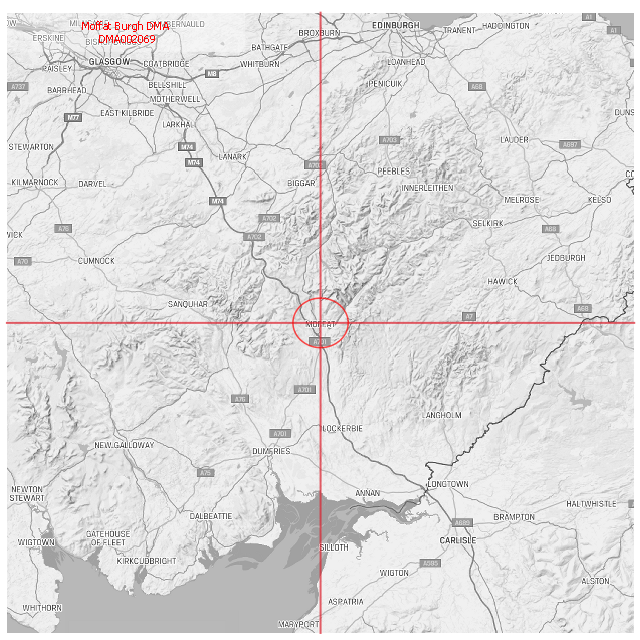 Moffat Burgh DMA
DMA002069
EDINBURGH
HADDINGTON
A1
A1
ERSKINE
BROXBURN
TRANENT
BATHGATE
GLASGOW
COATBRIDGE
WHITBURN
LOANHEAD
PAISLEY
M8
BELLSHILL
PENICUIK
A68
A737
BARRHEAD
MOTHERWELL
EAST KILBRIDE
M77
LARKHALL
DUNS
STEWARTON
M74
A703
LAUDER
A697
M74
LANARK
A702
PEEBLES
KILMARNOCK
DARVEL
BIGGAR
INNERLEITHEN
M74
MELROSE
KELSO
A702
SELKIRK
A76
A68
A702
A70
CUMNOCK
JEDBURGH
HAWICK
SANQUHAR
A68
A7
MOFFAT
A701
A701
A76
LANGHOLM
LOCKERBIE
A701
NEW GALLOWAY
DUMFRIES
A75
NEWTON
STEWART
ANNAN
LONGTOWN
HALTWHISTLE
DALBEATTIE
BRAMPTON
A689
GATEHOUSE
OF FLEET
WIGTOWN
CARLISLE
SILLOTH
KIRKCUDBRIGHT
A595
WIGTON
ALSTON
ASPATRIA
WHITHORN
MARYPORT